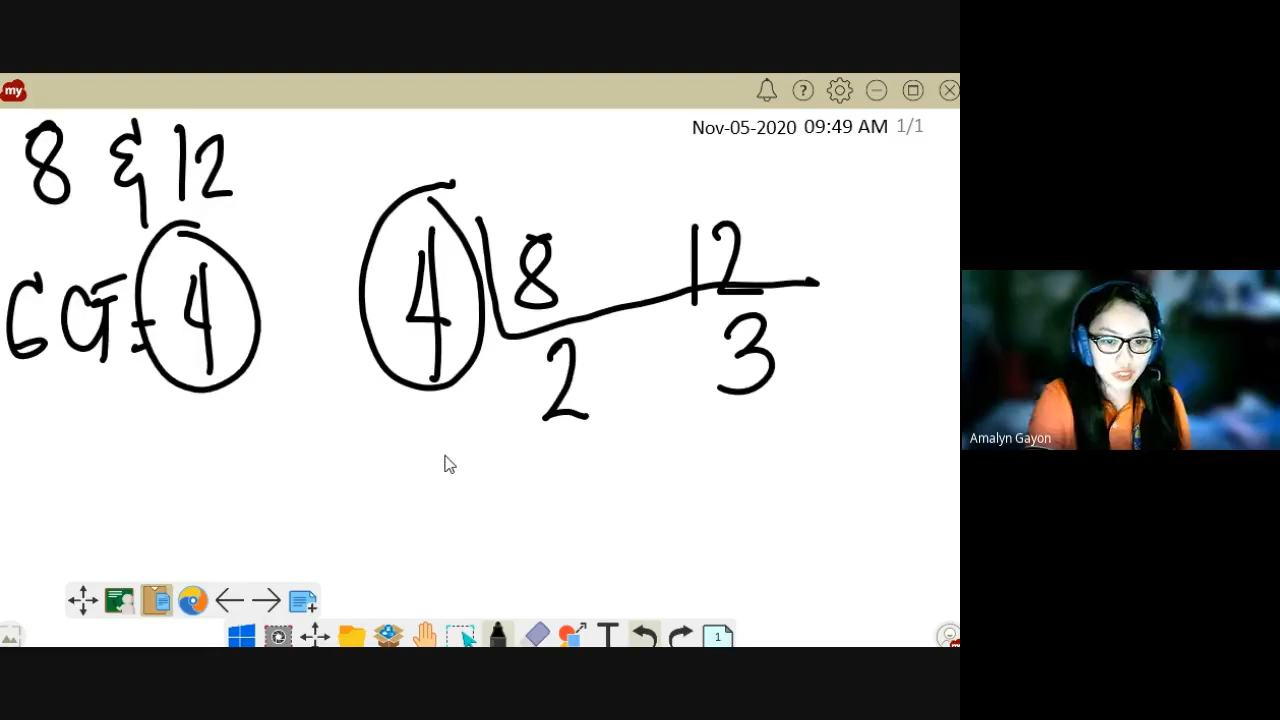 my
Nov-05-2020 09:49 AM 1/1
8 & 12
GCF = 4
4 8 12
2 3
Amalyn Gayon
T
1